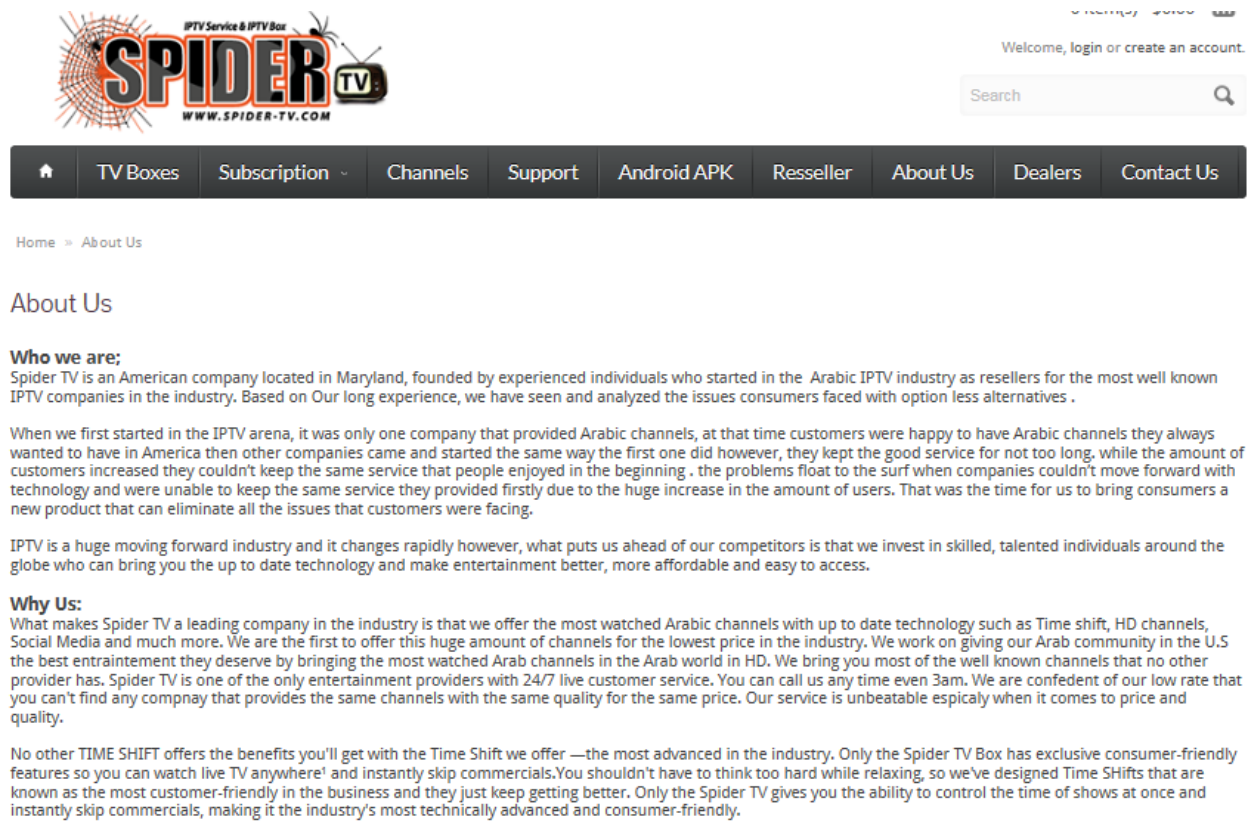 IPTV Service & IPTV Box
SPIDER
TV
WWW.SPIDER-TV.COM
Welcome, login or create an account.
Search
TV Boxes Subscription Channels Support Android APK Resseller About Us Dealers Contact Us
Home » About Us
About Us
Who we are;
Spider TV is an American company located in Maryland, founded by experienced individuals who started in the Arabic IPTV industry as resellers for the most well known
IPTV companies in the industry. Based on Our long experience, we have seen and analyzed the issues consumers faced with option less alternatives .
When we first started in the IPTV arena, it was only one company that provided Arabic channels, at that time customers were happy to have Arabic channels they always
wanted to have in America then other companies came and started the same way the first one did however, they kept the good service for not too long. while the amount of
customers increased they couldn't keep the same service that people enjoyed in the beginning . the problems float to the surf when companies couldn't move forward with
technology and were unable to keep the same service they provided firstly due to the huge increase in the amount of users. That was the time for us to bring consumers a
new product that can eliminate all the issues that customers were facing.
IPTV is a huge moving forward industry and it changes rapidly however, what puts us ahead of our competitors is that we invest in skilled, talented individuals around the
globe who can bring you the up to date technology and make entertainment better, more affordable and easy to access.
Why Us:
What makes Spider TV a leading company in the industry is that we offer the most watched Arabic channels with up to date technology such as Time shift, HD channels,
Social Media and much more. We are the first to offer this huge amount of channels for the lowest price in the industry. We work on giving our Arab community in the U.S
the best entraintement they deserve by bringing the most watched Arab channels in the Arab world in HD. We bring you most of the well known channels that no other
provider has. Spider TV is one of the only entertainment providers with 24/7 live customer service. You can call us any time even 3am. We are confedent of our low rate that
you can't find any compnay that provides the same channels with the same quality for the same price. Our service is unbeatable espicaly when it comes to price and
quality.
No other TIME SHIFT offers the benefits you'll get with the Time Shift we offer —the most advanced in the industry. Only the Spider TV Box has exclusive consumer-friendly
features so you can watch live TV anywhere¹ and instantly skip commercials.You shouldn't have to think too hard while relaxing, so we've designed Time SHifts that are
known as the most customer-friendly in the business and they just keep getting better. Only the Spider TV gives you the ability to control the time of shows at once and
instantly skip commercials, making it the industry's most technically advanced and consumer-friendly.